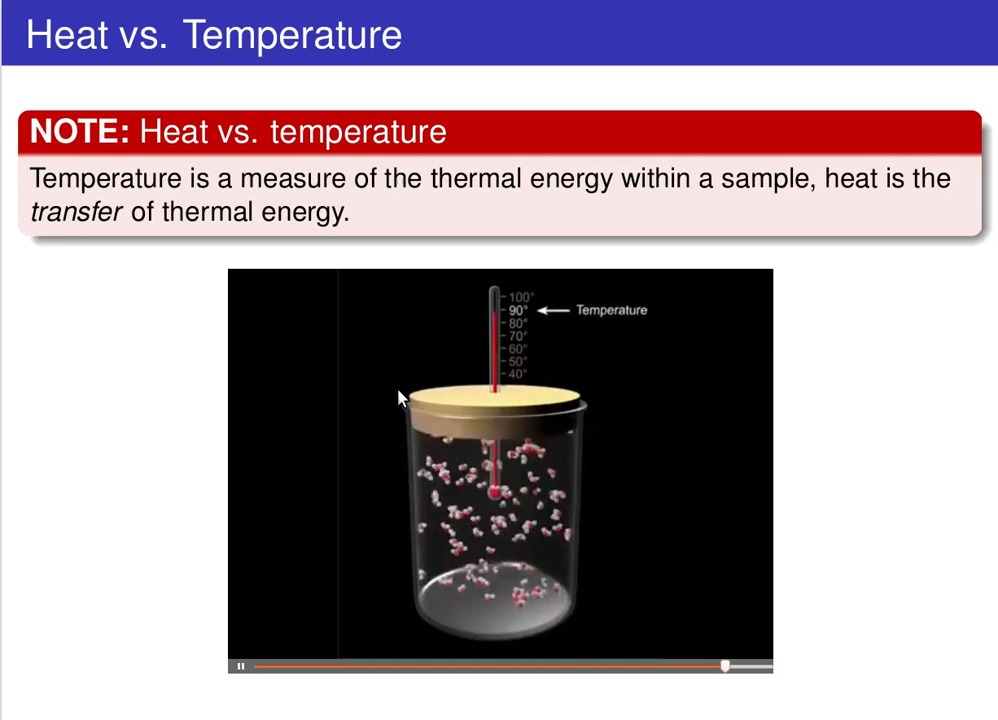 Heat vs. Temperature
NOTE: Heat vs. temperature
Temperature is a measure of the thermal energy within a sample, heat is the
transfer of thermal energy.
100°
90° Temperature
80°
70°
60°
50°
40°